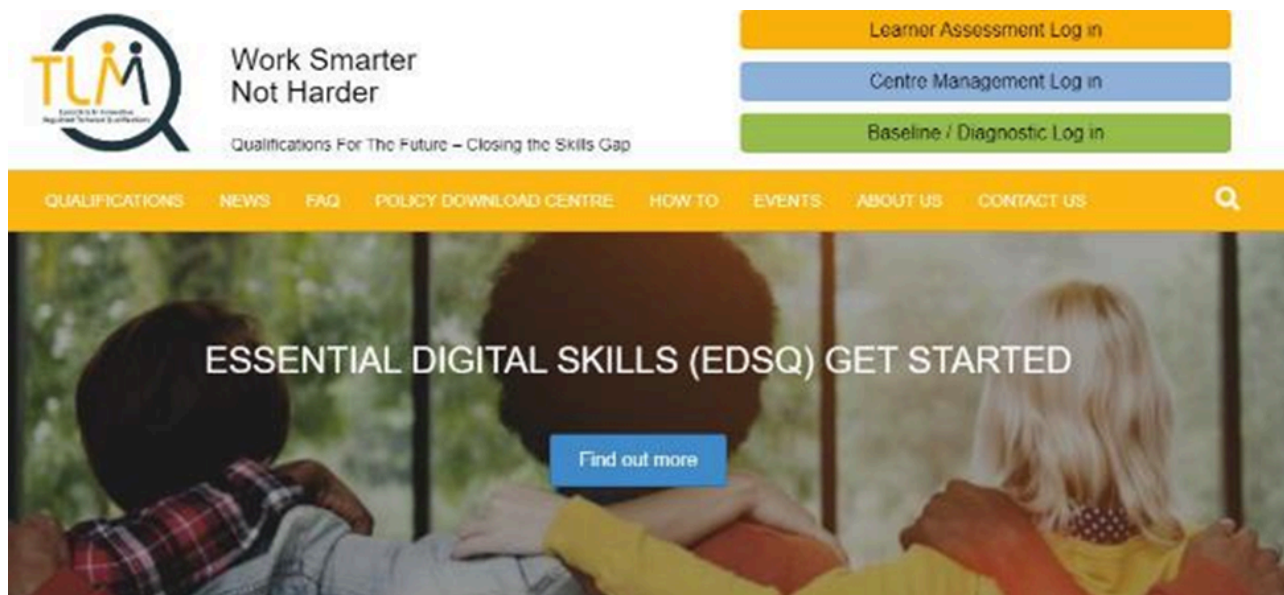 TLM
Work Smarter
Not Harder
Qualifications For The Future – Closing the Skills Gap
Learner Assessment Log in
Centre Management Log in
Baseline / Diagnostic Log in
QUALIFICATIONS NEWS FAQ POLICY DOWNLOAD CENTRE HOW TO EVENTS ABOUT US CONTACT US
ESSENTIAL DIGITAL SKILLS (EDSQ) GET STARTED
Find out more